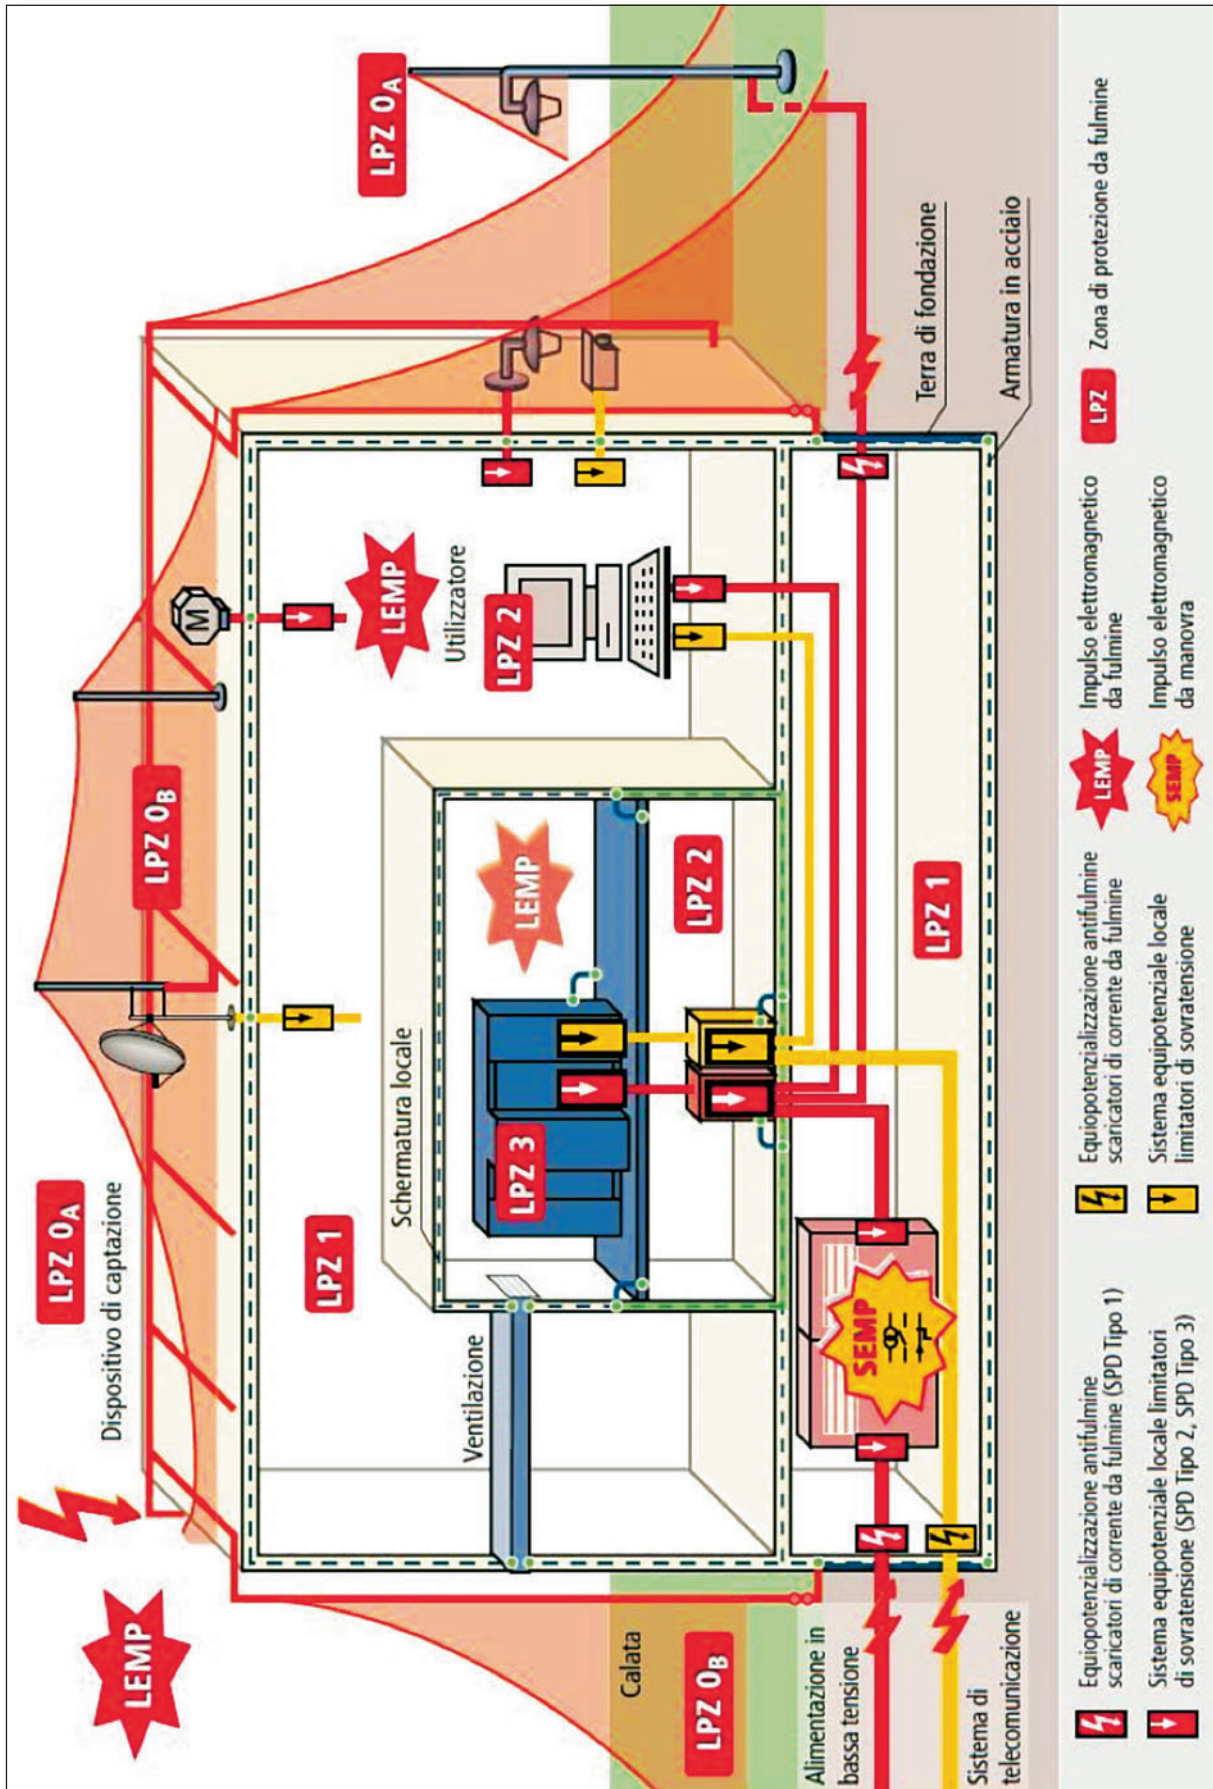 LEMP
LPZ 0A
Dispositivo di captazione
LPZ 0B
LPZ 0A
M
LPZ 1
Schermatura locale
LEMP
Utilizzatore
Ventilazione
LPZ 3
LEMP
LPZ 2
LPZ 2
Calata
LPZ 0B
Alimentazione in
bassa tensione
SEMP
LPZ 1
Terra di fondazione
Armatura in acciaio
Sistema di
telecomunicazione
Equiopotenzializzazione antifulmine
scaricatori di corrente da fulmine (SPD Tipo 1)
Equiopotenzializzazione antifulmine
scaricatori di corrente da fulmine
LEMP
Impulso elettromagnetico
da fulmine
LPZ
Zona di protezione da fulmine
Sistema equipotenziale locale limitatori
di sovratensione (SPD Tipo 2, SPD Tipo 3)
Sistema equipotenziale locale
limitatori di sovratensione
SEMP
Impulso elettromagnetico
da manovra